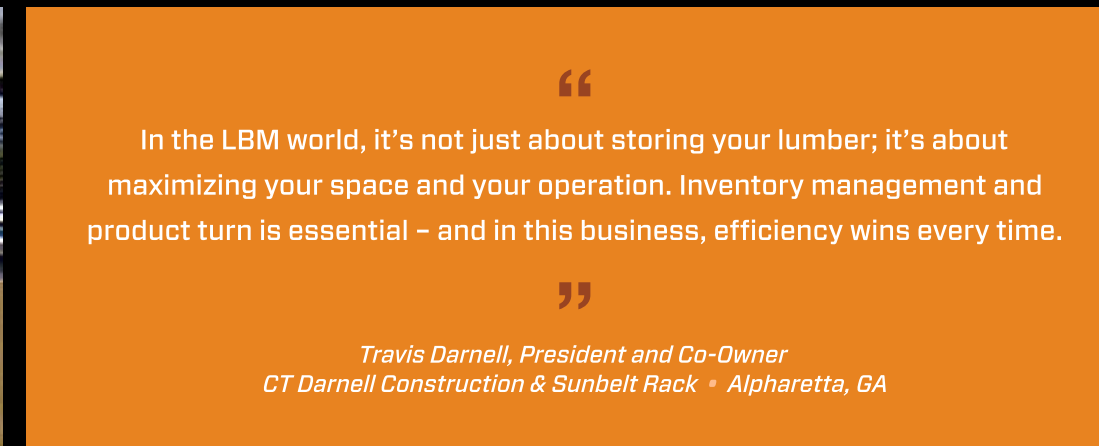 “
In the LBM world, it’s not just about storing your lumber; it’s about
maximizing your space and your operation. Inventory management and
product turn is essential – and in this business, efficiency wins every time.
”
Travis Darnell, President and Co-Owner
CT Darnell Construction & Sunbelt Rack • Alpharetta, GA